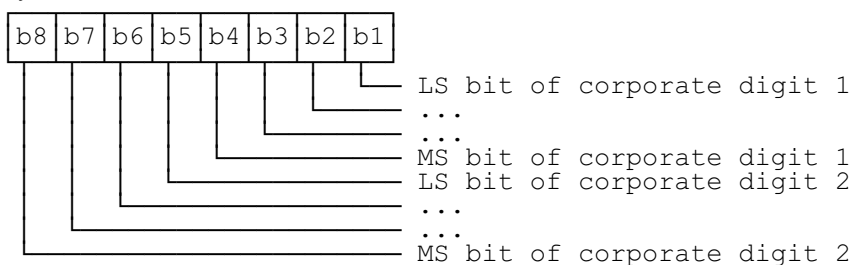 b8 b7 b6 b5 b4 b3 b2 b1
LS bit of corporate digit 1
...
...
MS bit of corporate digit 1
LS bit of corporate digit 2
...
...
MS bit of corporate digit 2